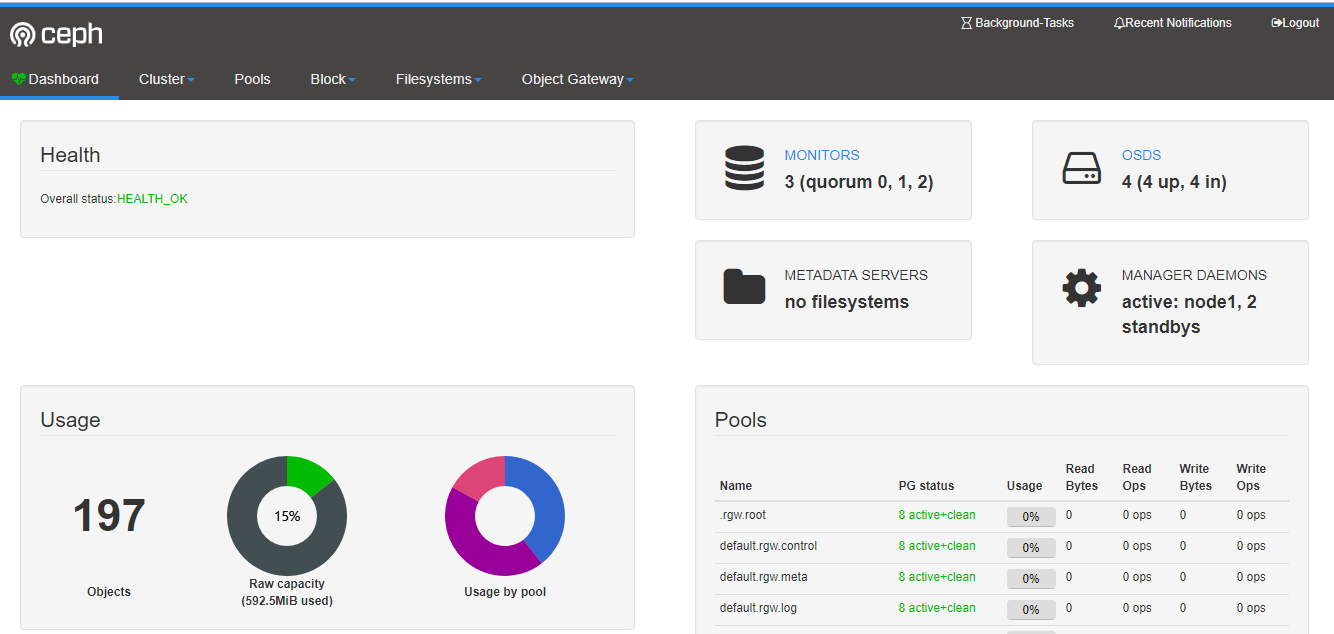 ceph
Background-Tasks
Recent Notifications
Logout
Dashboard
Cluster
Pools
Block
Filesystems
Object Gateway
Health
Overall status:HEALTH_OK
MONITORS
3 (quorum 0, 1, 2)
OSDS
4 (4 up, 4 in)
METADATA SERVERS
no filesystems
MANAGER DAEMONS
active: node1, 2
standbys
Usage
197
Objects
15%
Raw capacity
(592.5MiB used)
Usage by pool
Pools
Name PG status Usage Read Bytes Read Ops Write Bytes Write Ops
.rgw.root 8 active+clean 0% 0 0 ops 0 0 ops
default.rgw.control 8 active+clean 0% 0 0 ops 0 0 ops
default.rgw.meta 8 active+clean 0% 0 0 ops 0 0 ops
default.rgw.log 8 active+clean 0% 0 0 ops 0 0 ops